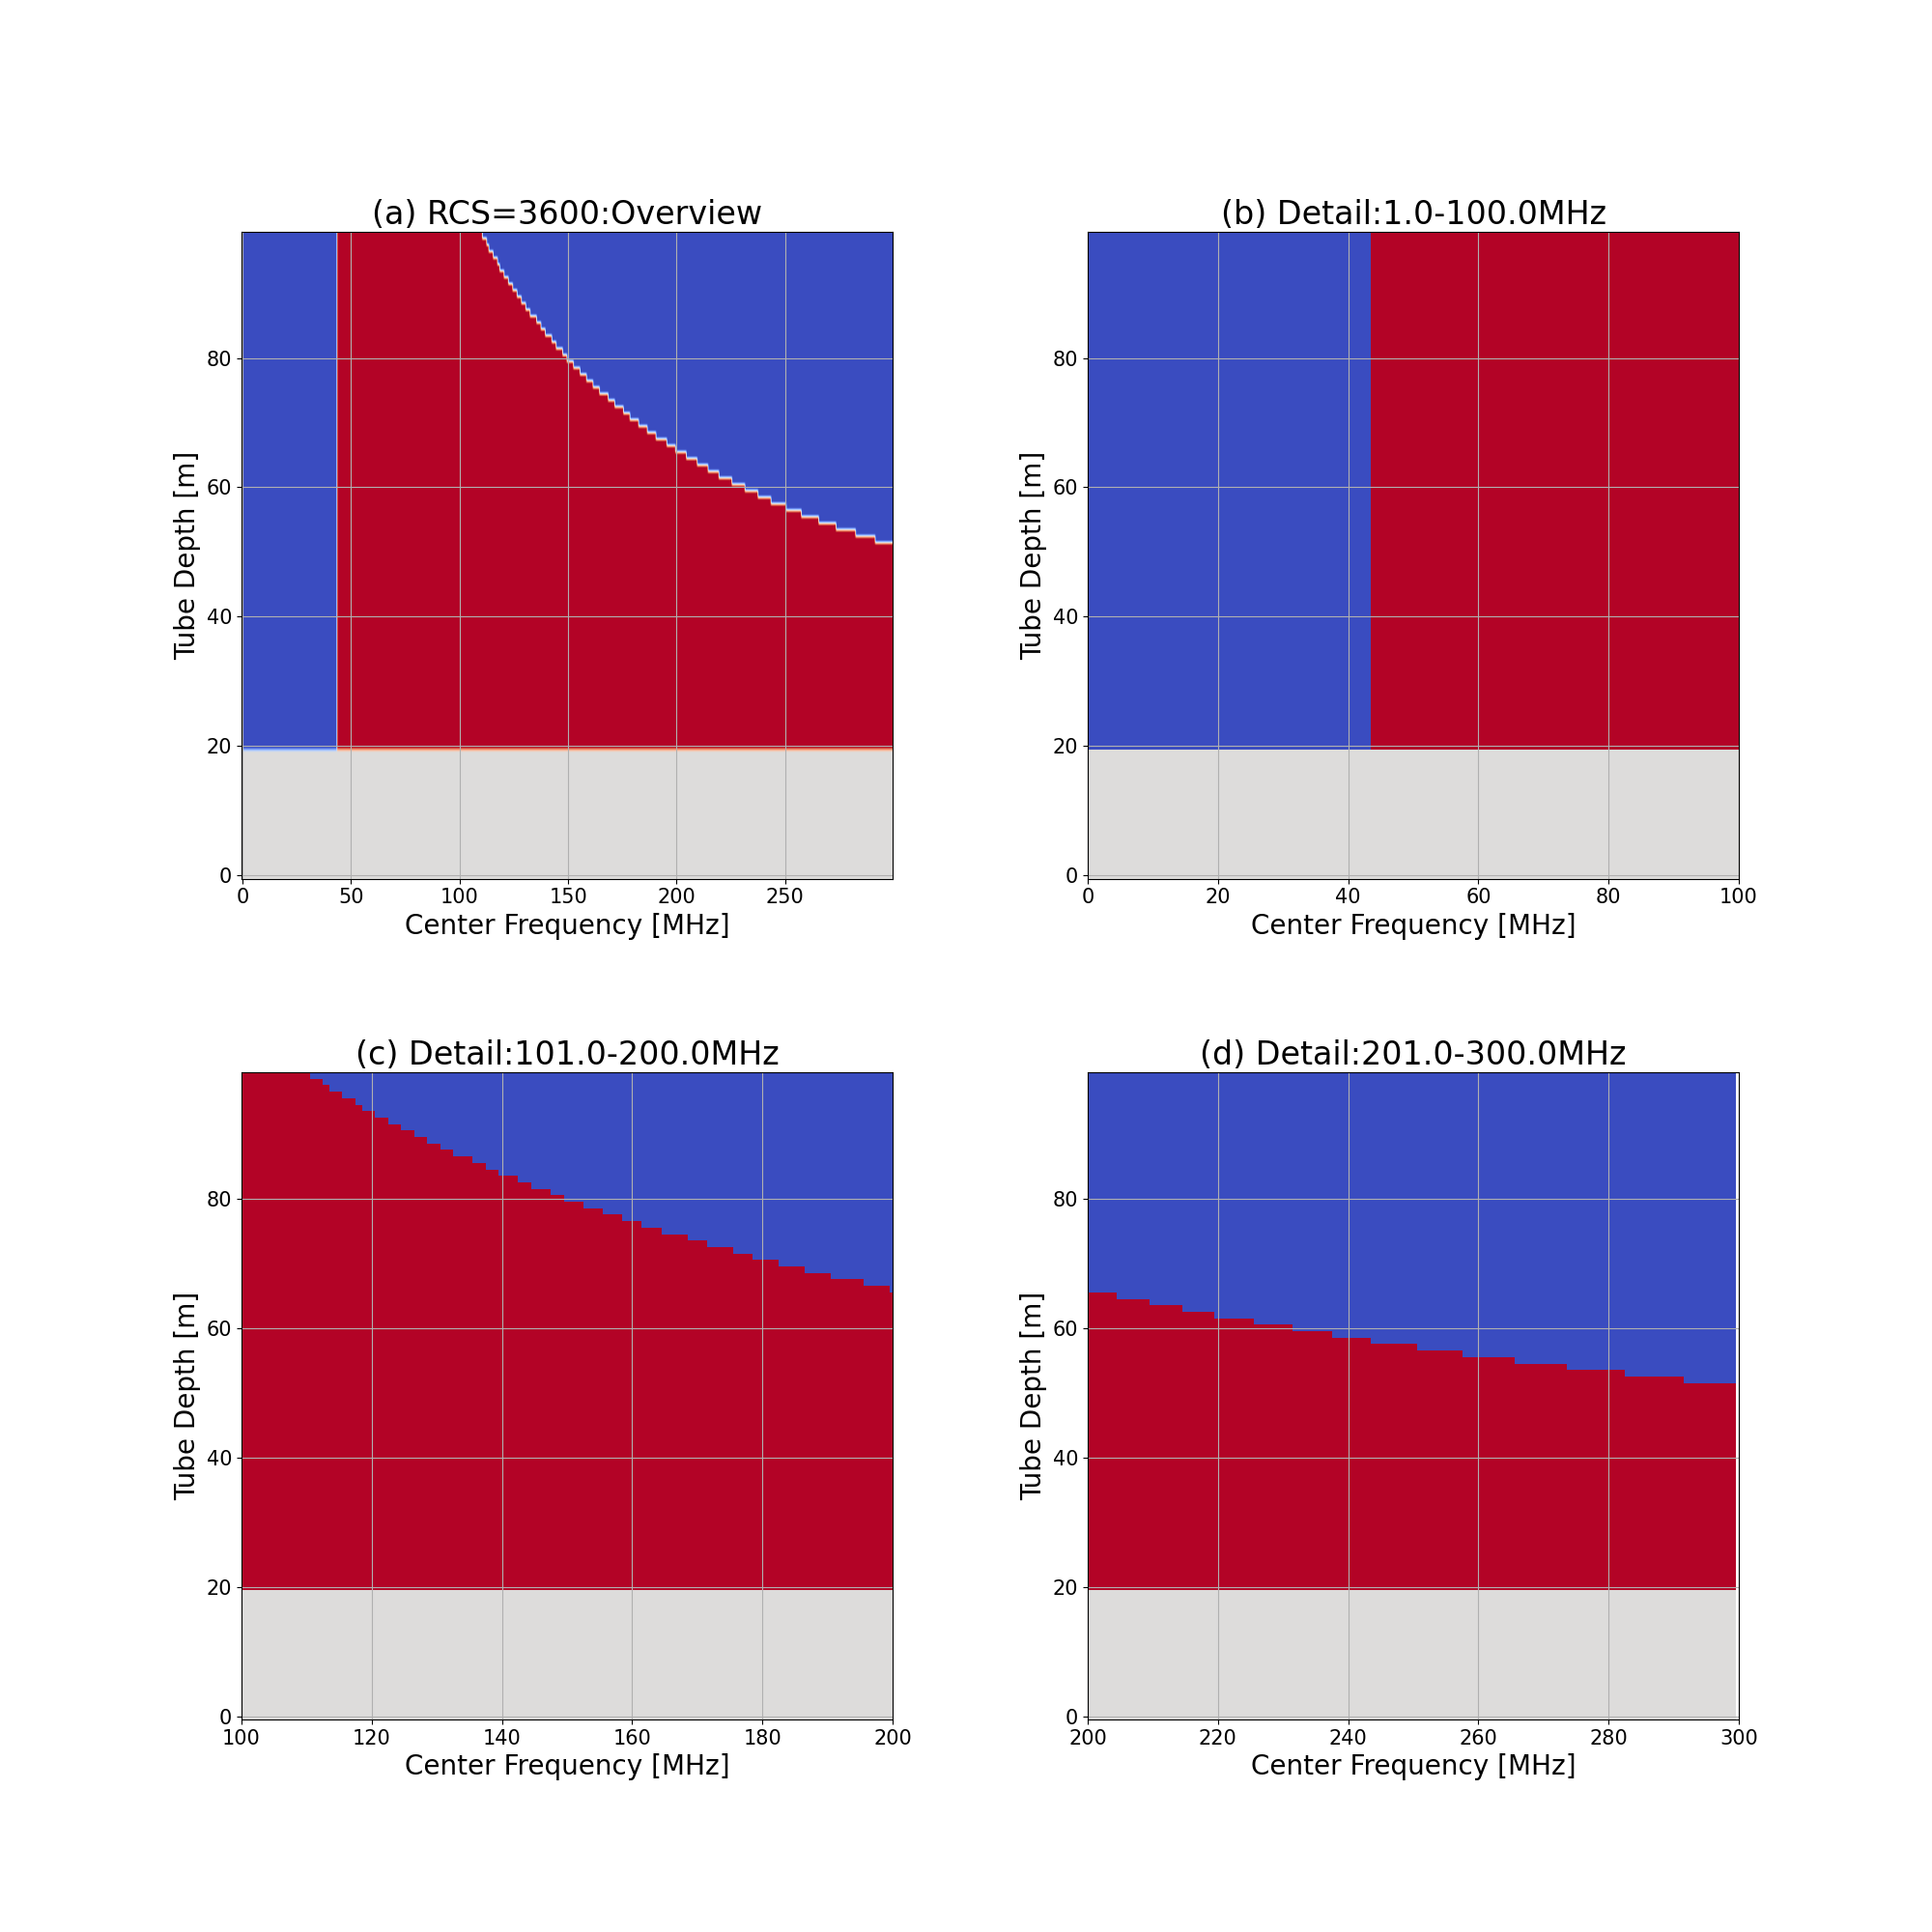 (a) RCS=3600:Overview
Tube Depth [m]
80
60
40
20
0
0 50 100 150 200 250
Center Frequency [MHz]
(b) Detail:1.0-100.0MHz
Tube Depth [m]
80
60
40
20
0
0 20 40 60 80 100
Center Frequency [MHz]
(c) Detail:101.0-200.0MHz
Tube Depth [m]
80
60
40
20
0
100 120 140 160 180 200
Center Frequency [MHz]
(d) Detail:201.0-300.0MHz
Tube Depth [m]
80
60
40
20
0
200 220 240 260 280 300
Center Frequency [MHz]